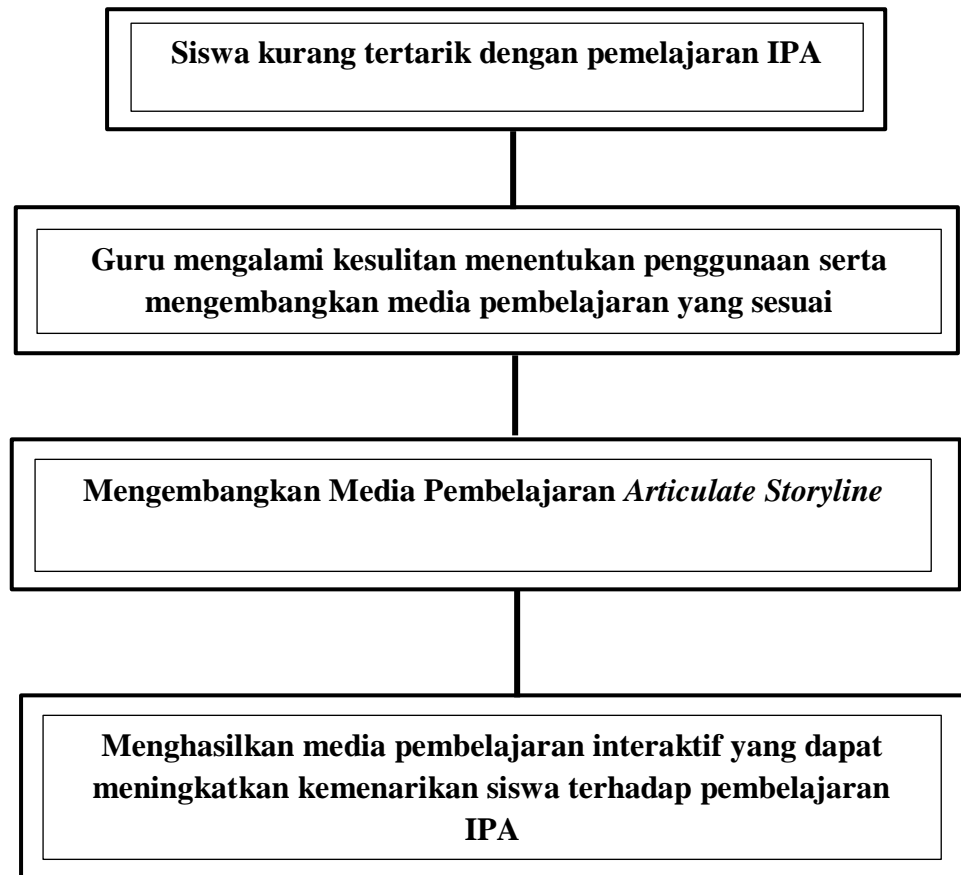 Siswa kurang tertarik dengan pemelajaran IPA
Guru mengalami kesulitan menentukan penggunaan serta
mengembangkan media pembelajaran yang sesuai
Mengembangkan Media Pembelajaran Articulate Storyline
Menghasilkan media pembelajaran interaktif yang dapat
meningkatkan kemenarikan siswa terhadap pembelajaran
IPA